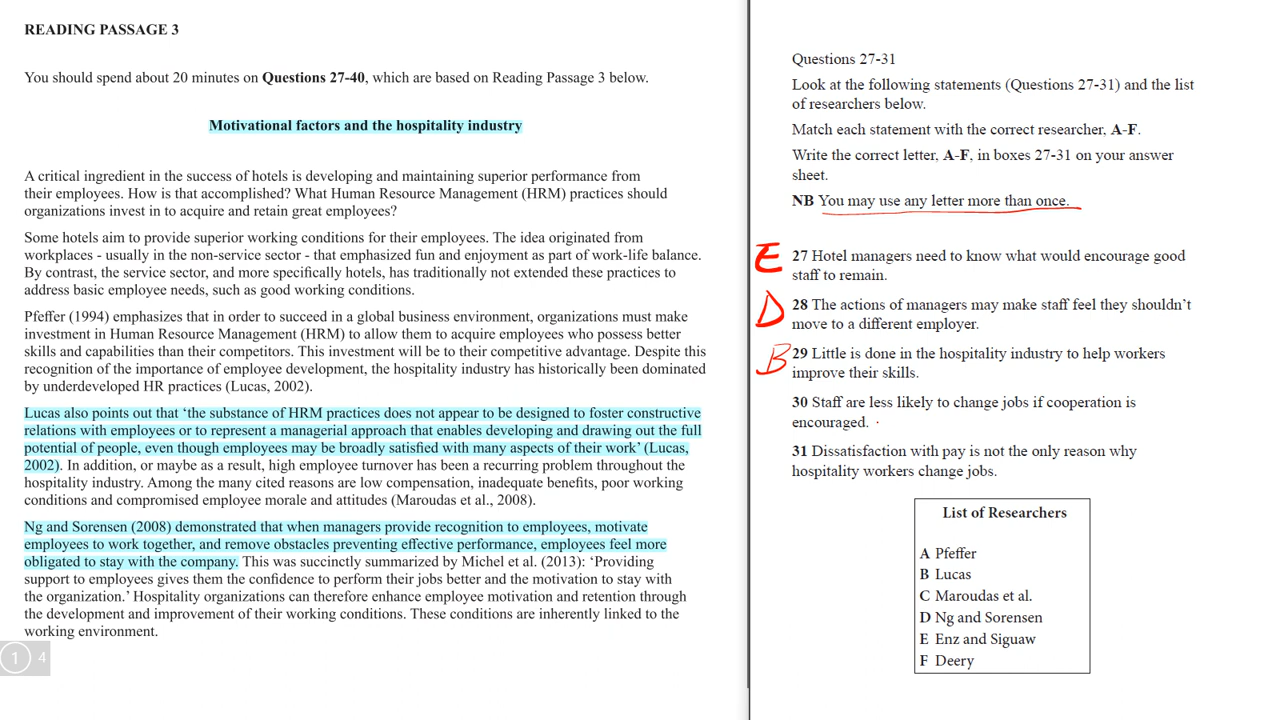 READING PASSAGE 3
You should spend about 20 minutes on Questions 27-40, which are based on Reading Passage 3 below.
Motivational factors and the hospitality industry
A critical ingredient in the success of hotels is developing and maintaining superior performance from
their employees. How is that accomplished? What Human Resource Management (HRM) practices should
organizations invest in to acquire and retain great employees?
Some hotels aim to provide superior working conditions for their employees. The idea originated from
workplaces - usually in the non-service sector - that emphasized fun and enjoyment as part of work-life balance.
By contrast, the service sector, and more specifically hotels, has traditionally not extended these practices to
address basic employee needs, such as good working conditions.
Pfeffer (1994) emphasizes that in order to succeed in a global business environment, organizations must make
investment in Human Resource Management (HRM) to allow them to acquire employees who possess better
skills and capabilities than their competitors. This investment will be to their competitive advantage. Despite this
recognition of the importance of employee development, the hospitality industry has historically been dominated
by underdeveloped HR practices (Lucas, 2002).
Lucas also points out that ‘the substance of HRM practices does not appear to be designed to foster constructive
relations with employees or to represent a managerial approach that enables developing and drawing out the full
potential of people, even though employees may be broadly satisfied with many aspects of their work’ (Lucas,
2002). In addition, or maybe as a result, high employee turnover has been a recurring problem throughout the
hospitality industry. Among the many cited reasons are low compensation, inadequate benefits, poor working
conditions and compromised employee morale and attitudes (Maroudas et al., 2008).
Ng and Sorensen (2008) demonstrated that when managers provide recognition to employees, motivate
employees to work together, and remove obstacles preventing effective performance, employees feel more
obligated to stay with the company. This was succinctly summarized by Michel et al. (2013): ‘Providing
support to employees gives them the confidence to perform their jobs better and the motivation to stay with
the organization.’ Hospitality organizations can therefore enhance employee motivation and retention through
the development and improvement of their working conditions. These conditions are inherently linked to the
working environment.
1 4
Questions 27-31
Look at the following statements (Questions 27-31) and the list
of researchers below.
Match each statement with the correct researcher, A-F.
Write the correct letter, A-F, in boxes 27-31 on your answer
sheet.
NB You may use any letter more than once.
E 27 Hotel managers need to know what would encourage good
staff to remain.
D 28 The actions of managers may make staff feel they shouldn’t
move to a different employer.
B 29 Little is done in the hospitality industry to help workers
improve their skills.
30 Staff are less likely to change jobs if cooperation is
encouraged.
31 Dissatisfaction with pay is not the only reason why
hospitality workers change jobs.
List of Researchers
A Pfeffer
B Lucas
C Maroudas et al.
D Ng and Sorensen
E Enz and Siguaw
F Deery